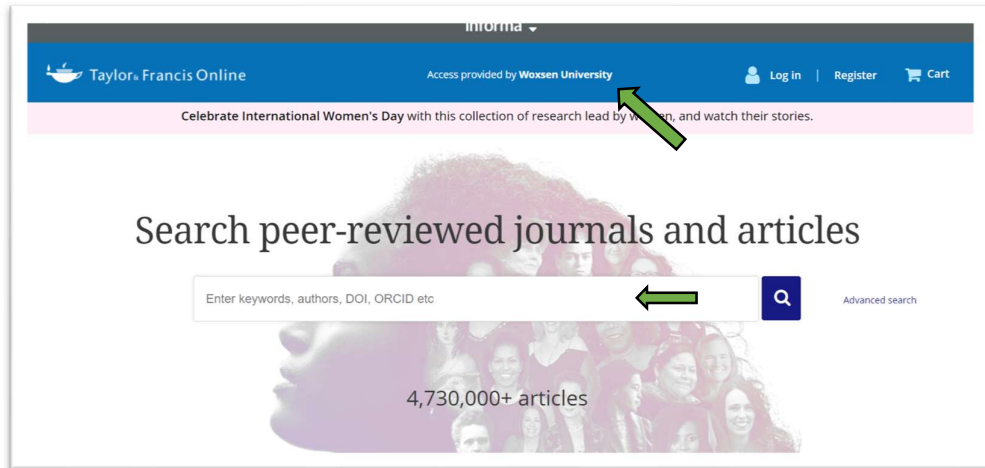 informa
Taylor & Francis Online
Access provided by Woxsen University
Log in | Register
Cart
Celebrate International Women's Day with this collection of research lead by women, and watch their stories.
Search peer-reviewed journals and articles
Enter keywords, authors, DOI, ORCID etc
Advanced search
4,730,000+ articles